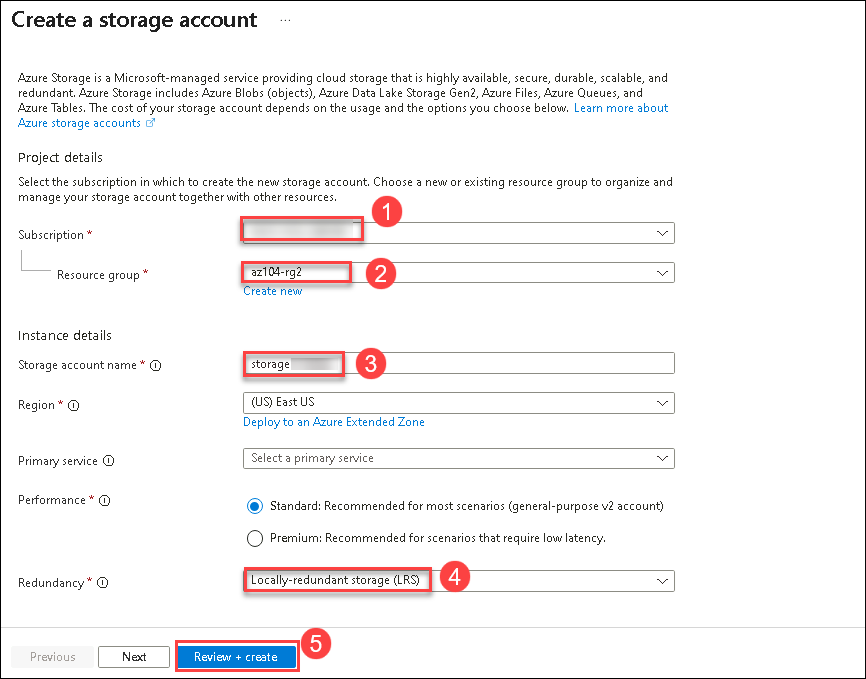 Create a storage account ...
Azure Storage is a Microsoft-managed service providing cloud storage that is highly available, secure, durable, scalable, and
redundant. Azure Storage includes Azure Blobs (objects), Azure Data Lake Storage Gen2, Azure Files, Azure Queues, and
Azure Tables. The cost of your storage account depends on the usage and the options you choose below. Learn more about
Azure storage accounts
Project details
Select the subscription in which to create the new storage account. Choose a new or existing resource group to organize and
manage your storage account together with other resources.
1
Subscription *
Resource group * az104-rg2 2
Create new
Instance details
Storage account name * storage 3
Region * (US) East US
Deploy to an Azure Extended Zone
Primary service Select a primary service
Performance * Standard: Recommended for most scenarios (general-purpose v2 account)
Premium: Recommended for scenarios that require low latency.
Redundancy * Locally-redundant storage (LRS) 4
Previous Next Review + create 5